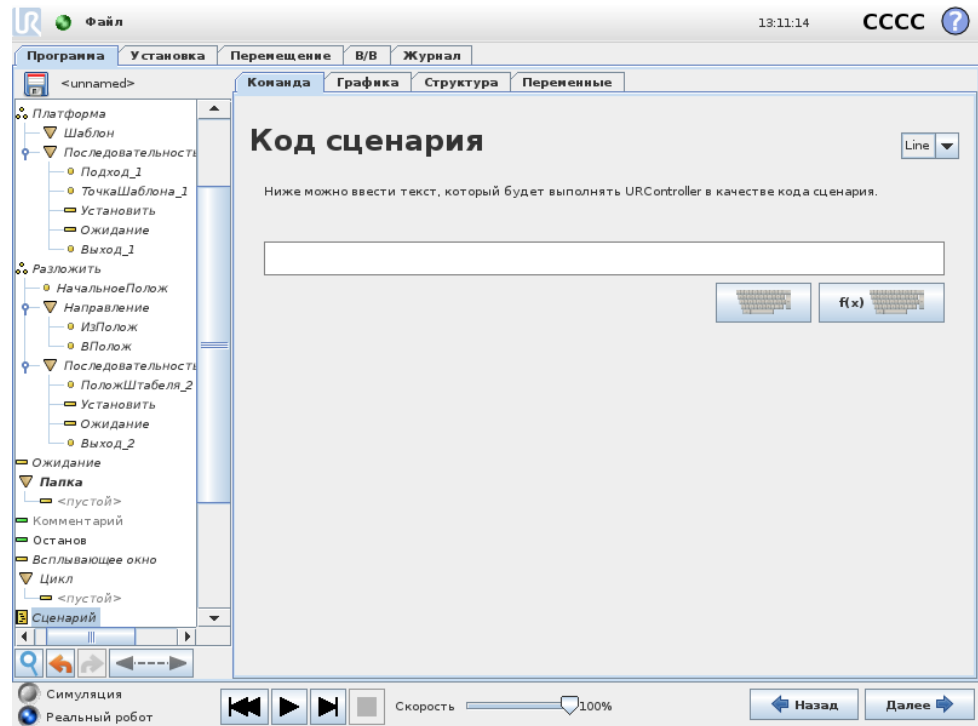 UR Файл 13:11:14 CCCC ?
Программа Установка Перемещение В/В Журнал
<unnamed> Команда Графика Структура Переменные
Платформа
Шаблон
Последовательность
Подход_1
ТочкаШаблона_1
Установить
Ожидание
Выход_1
Разложить
НачальноеПолож
Направление
ИзПолож
ВПолож
Последовательность
ПоложШтабеля_2
Установить
Ожидание
Выход_2
Ожидание
Папка
<пустой>
Комментарий
Останов
Всплывающее окно
Цикл
<пустой>
Сценарий
Код сценария
Line
Ниже можно ввести текст, который будет выполнять URController в качестве кода сценария.
f(x)
Симуляция
Реальный робот
Скорость 100%
Назад Далее